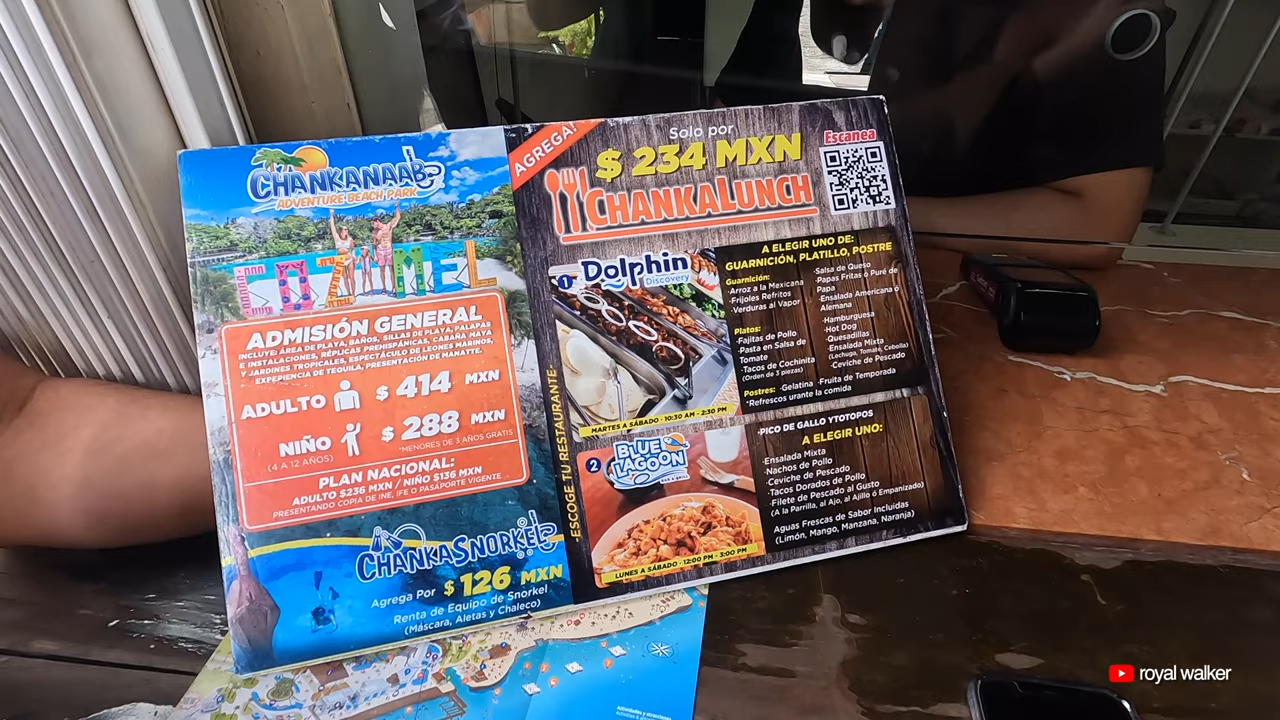 CHANKANAAB
ADVENTURE BEACH PARK
ADMISIÓN GENERAL
INCLUYE: ÁREA DE PLAYA, BAÑOS, SILLAS DE PLAYA, PALAPAS
E INSTALACIONES, RÉPLICAS PREHISPÁNICAS, CABAÑA MAYA
Y JARDINES TROPICALES, ESPECTÁCULO DE LEONES MARINOS,
EXPEPIENCIA DE TEQUILA, PRESENTACIÓN DE MANATTE.
ADULTO $ 414 MXN
NIÑO $ 288 MXN
(4 A 12 AÑOS) *MENORES DE 3 AÑOS GRATIS
PLAN NACIONAL:
ADULTO $236 MXN / NIÑO $136 MXN
PRESENTANDO COPIA DE INE, IFE O PASAPORTE VIGENTE
CHANKASNORKEL
Agrega Por $ 126 MXN
Renta de Equipo de Snorkel
(Máscara, Aletas y Chaleco)
AGREGA!
Solo por
$ 234 MXN
CHANKALUNCH
Escanea
-ESCOGE TU RESTAURANTE-
1 Dolphin
Discovery
MARTES A SÁBADO - 10:30 AM - 2:30 PM
A ELEGIR UNO DE:
GUARNICIÓN, PLATILLO, POSTRE
Guarnición:
·Arroz a la Mexicana
·Frijoles Refritos
·Verduras al Vapor
Platos:
·Fajitas de Pollo
·Pasta en Salsa de
Tomate
·Tacos de Cochinita
(Orden de 3 piezas)
·Salsa de Queso
·Papas Fritas o Puré de
Papa
·Ensalada Americana o
Alemana
·Hamburguesa
·Hot Dog
·Quesadillas
·Ensalada Mixta
(Lechuga, Tomate, Cebolla)
·Ceviche de Pescado
Postres: ·Gelatina ·Fruita de Temporada
*Refrescos urante la comida
2 BLUE
LAGOON
BAR & GRILL
LUNES A SÁBADO - 12:00 PM - 3:00 PM
·PICO DE GALLO YTOTOPOS
A ELEGIR UNO:
·Ensalada Mixta
·Nachos de Pollo
·Ceviche de Pescado
·Tacos Dorados de Pollo
·Filete de Pescado al Gusto
(A la Parrilla, al Ajo, al Ajillo ó Empanizado)
Aguas Frescas de Sabor Incluidas
(Limón, Mango, Manzana, Naranja)
royal walker